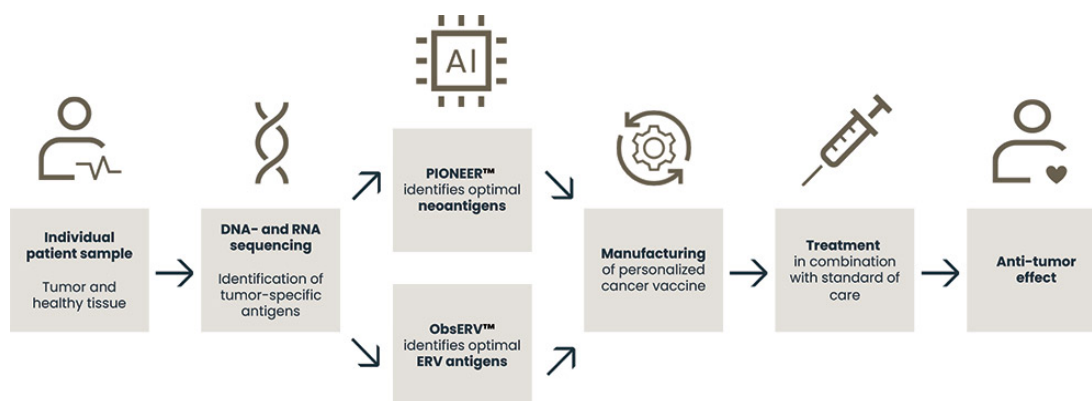 Individual
patient sample
Tumor and
healthy tissue
DNA- and RNA
sequencing
Identification of
tumor-specific
antigens
AI
PIONEER™
identifies optimal
neoantigens
ObsERV™
identifies optimal
ERV antigens
Manufacturing
of personalized
cancer vaccine
Treatment
in combination
with standard of
care
Anti-tumor
effect